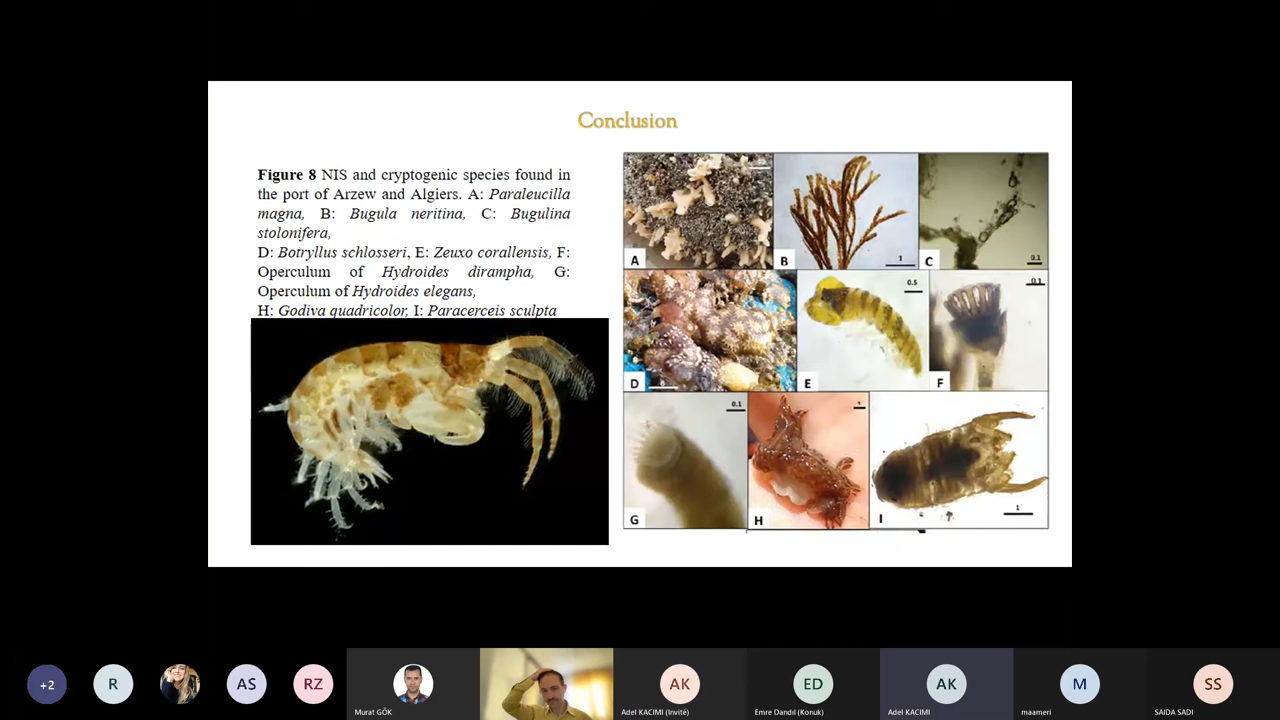 Conclusion
Figure 8 NIS and cryptogenic species found in
the port of Arzew and Algiers. A: Paraleucilla
magna, B: Bugula neritina, C: Bugulina
stolonifera,
D: Botryllus schlosseri, E: Zeuxo corallensis, F:
Operculum of Hydroides dirampha, G:
Operculum of Hydroides elegans,
H: Godiva quadricolor, I: Paracerceis sculpta
A
B
1
C
0.1
D
E
0.5
F
0.1
G
0.1
H
I
1
+2
R
AS
RZ
AK
ED
AK
M
SS
Murat GÖK
Adel KACIMI (Invité)
Emre Dandıl (Konuk)
Adel KACIMI
maameri
SAIDA SADI